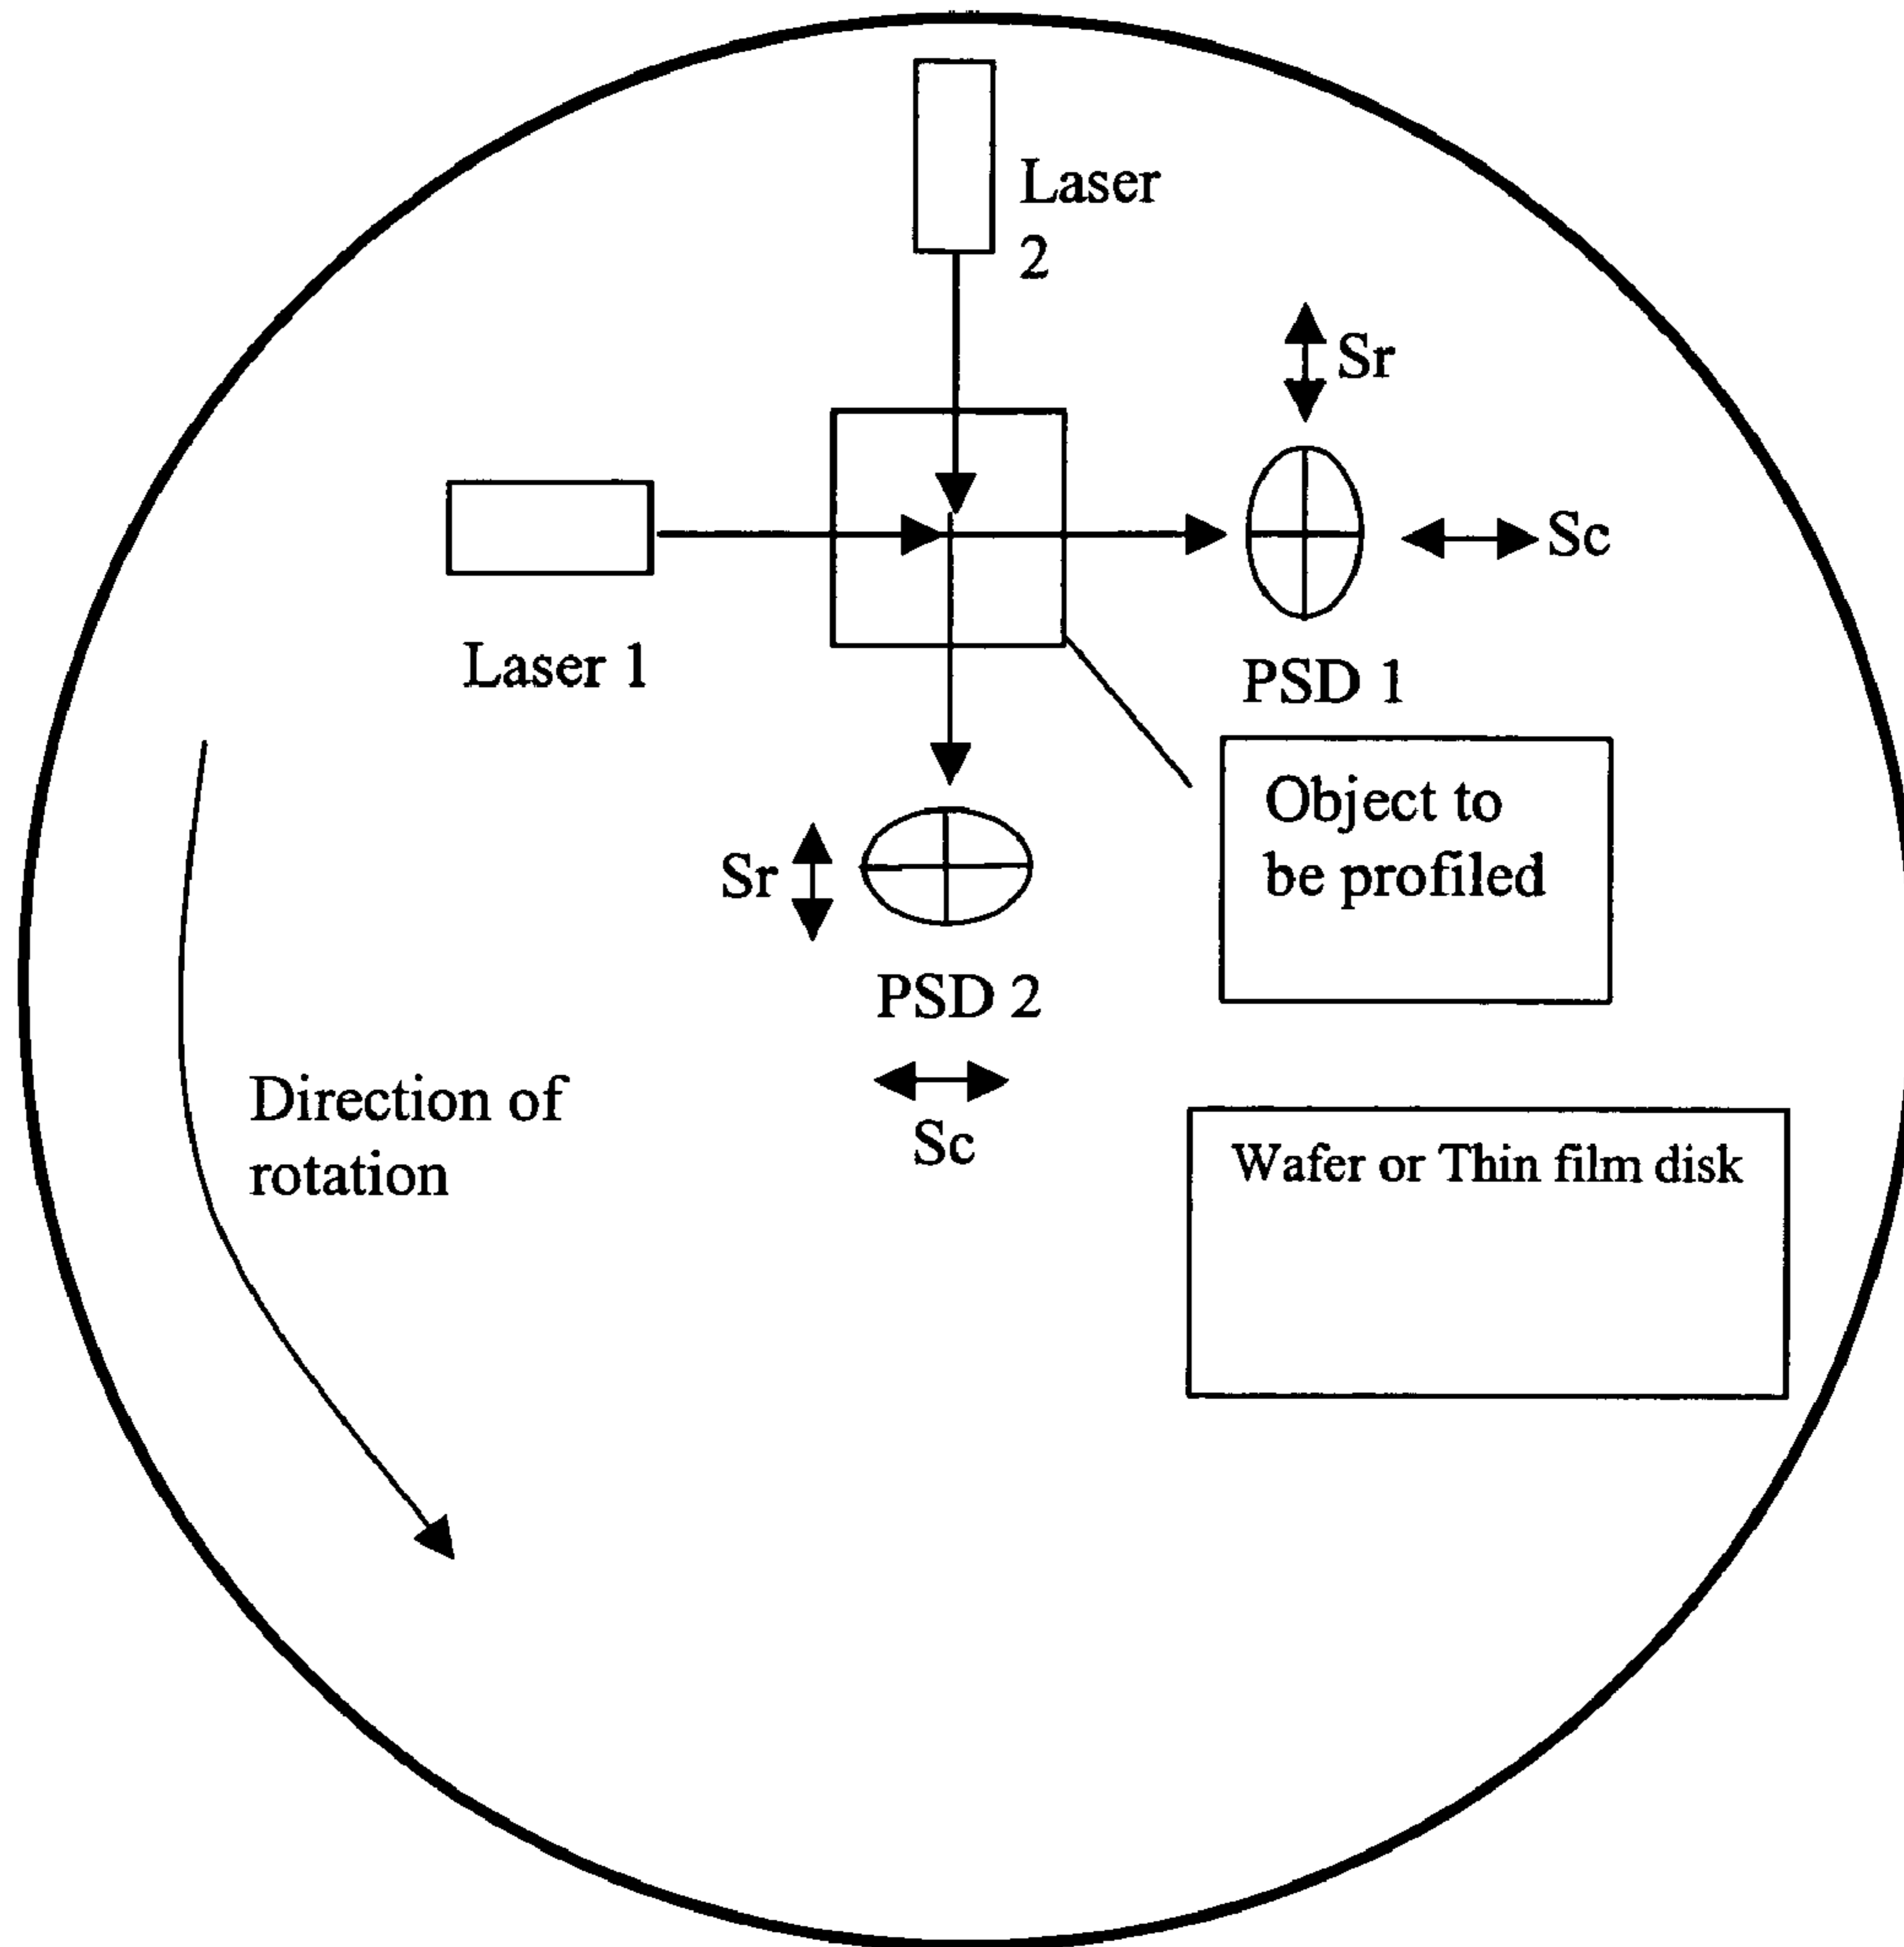 Laser
2
Sr
Sc
Laser 1
PSD 1
Object to
be profiled
Sr
PSD 2
Direction of
rotation
Sc
Wafer or Thin film disk